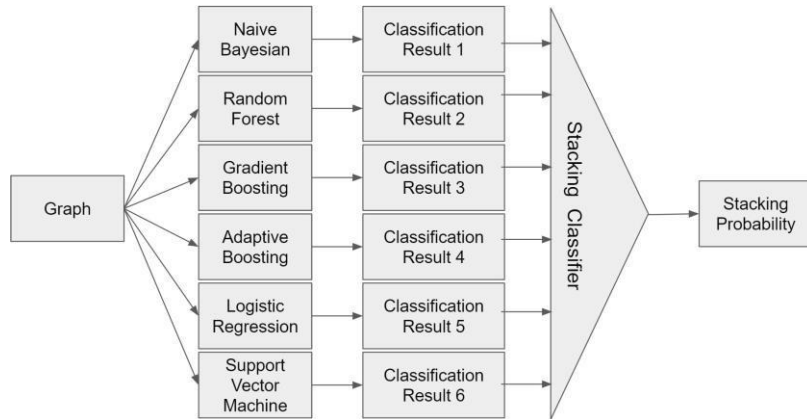 Graph
Naive
Bayesian
Classification
Result 1
Random
Forest
Classification
Result 2
Gradient
Boosting
Classification
Result 3
Adaptive
Boosting
Classification
Result 4
Logistic
Regression
Classification
Result 5
Support
Vector
Machine
Classification
Result 6
Stacking Classifier
Stacking
Probability